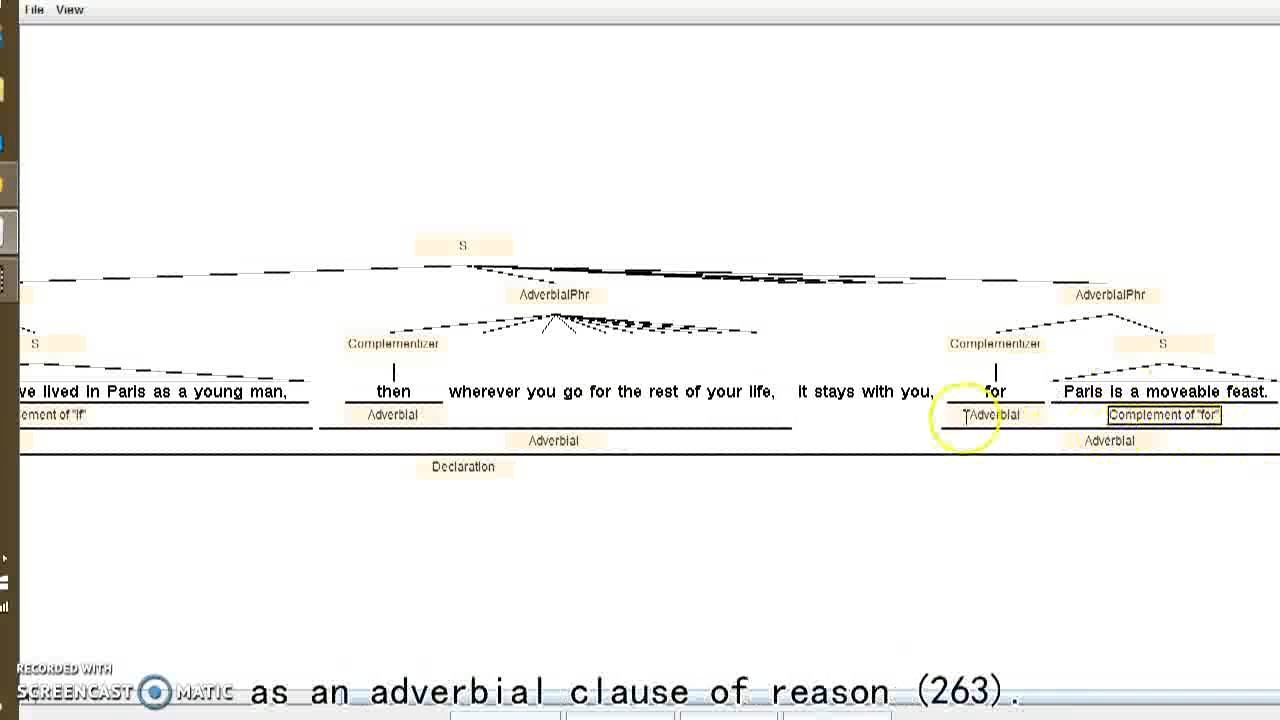 File View
S
AdverbialPhr AdverbialPhr
S Complementizer Complementizer S
ve lived in Paris as a young man, then wherever you go for the rest of your life, it stays with you, for Paris is a moveable feast.
ement of "If" Adverbial Adverbial Complement of "for"
Adverbial Adverbial
Declaration
RECORDED WITH
SCREENCAST MATIC
as an adverbial clause of reason (263).